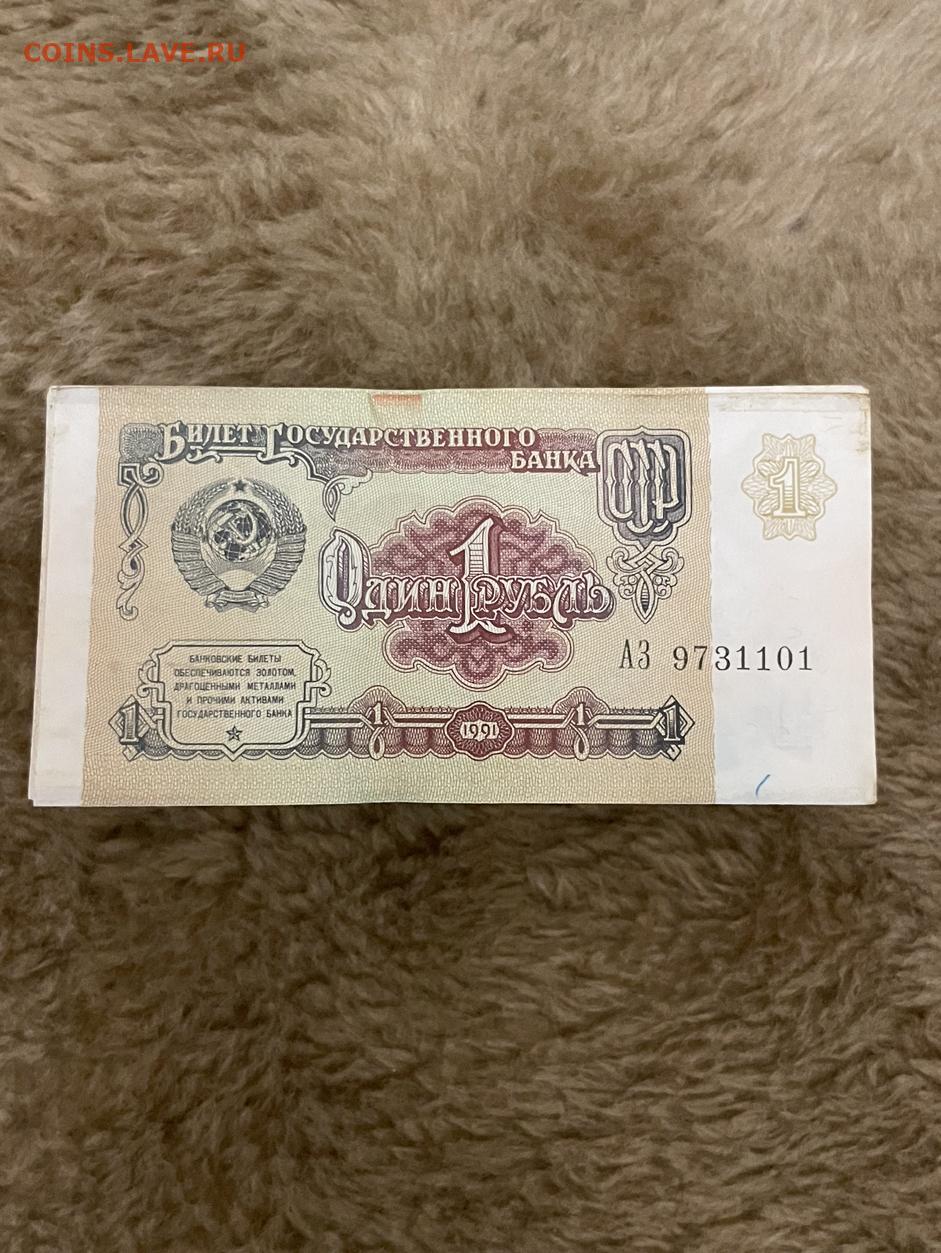 COINS.LAVE.RU
БИЛЕТ ГОСУДАРСТВЕННОГО
БАНКА
СССР
1
1
ОДИН РУБЛЬ
АЗ 9731101
БАНКОВСКИЕ БИЛЕТЫ
ОБЕСПЕЧИВАЮТСЯ ЗОЛОТОМ,
ДРАГОЦЕННЫМИ МЕТАЛЛАМИ
И ПРОЧИМИ АКТИВАМИ
ГОСУДАРСТВЕННОГО БАНКА
1 1 1991 1 1